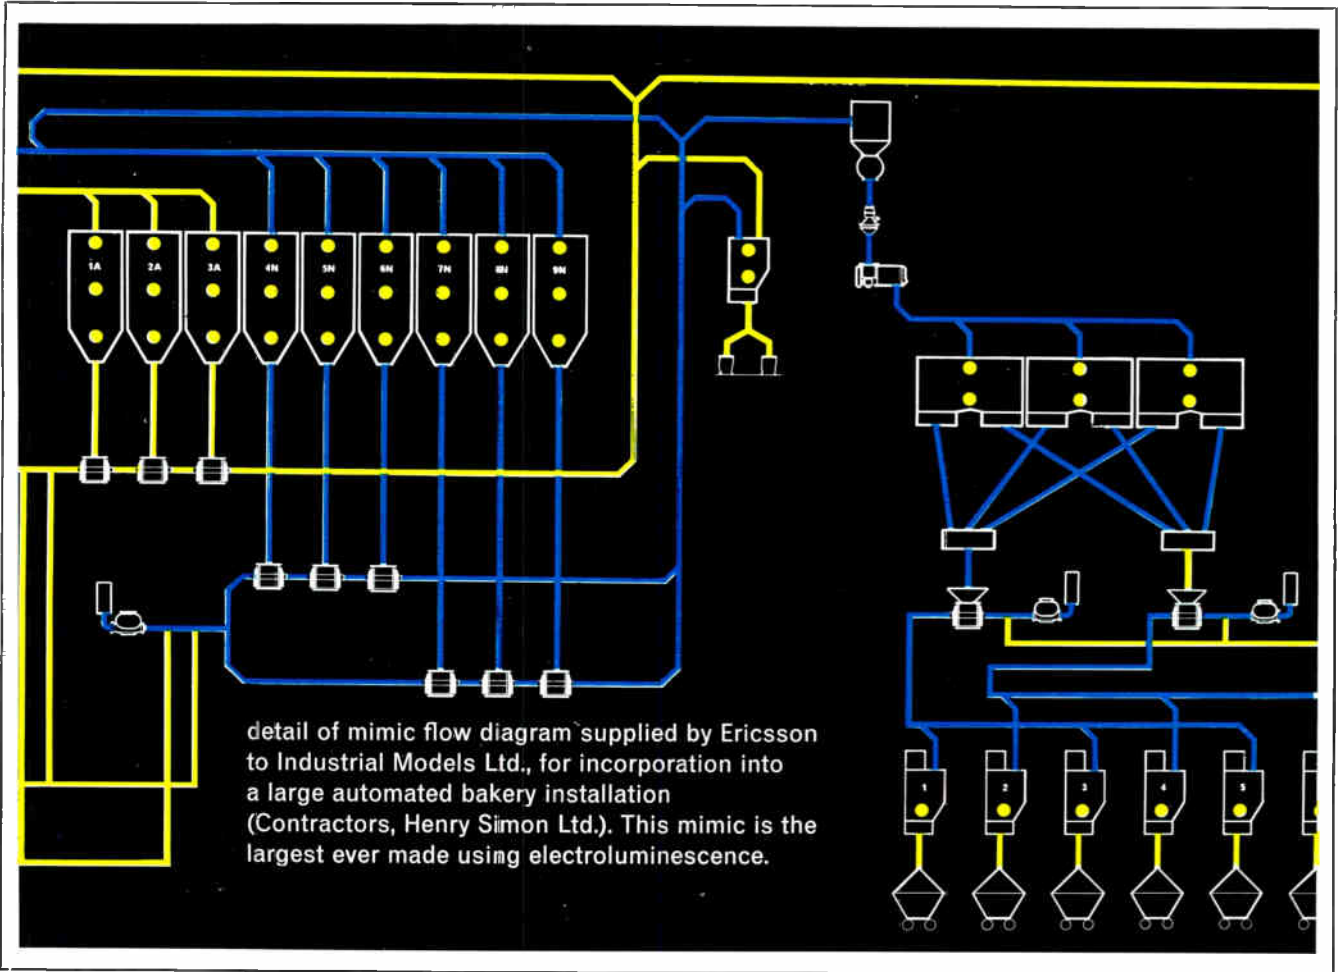 1A 2A 3A 4N 5N 6N 7N 8N 9N
detail of mimic flow diagram supplied by Ericsson
to Industrial Models Ltd., for incorporation into
a large automated bakery installation
(Contractors, Henry Simon Ltd.). This mimic is the
largest ever made using electroluminescence.
1 2 3 4 5